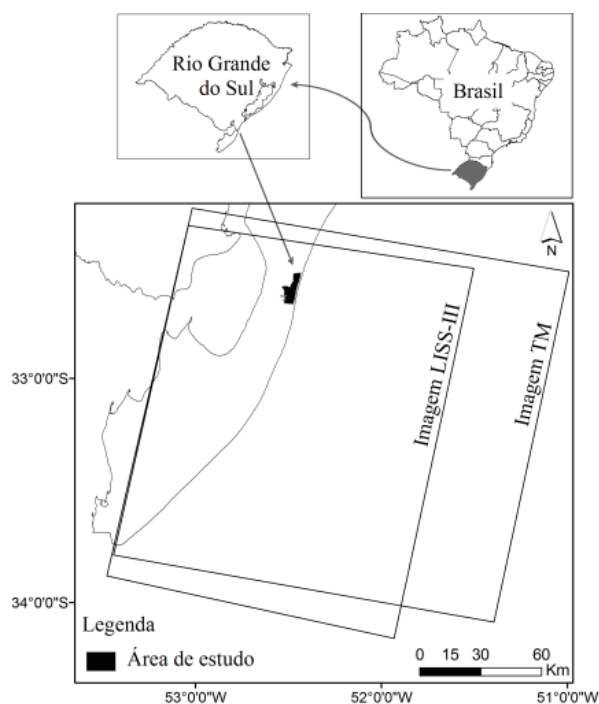 Rio Grande
do Sul
Brasil
N
Imagem LISS-III
Imagem TM
33°0'0"S
34°0'0"S
Legenda
Área de estudo
0 15 30 60
Km
53°0'0"W
52°0'0"W
51°0'0"W